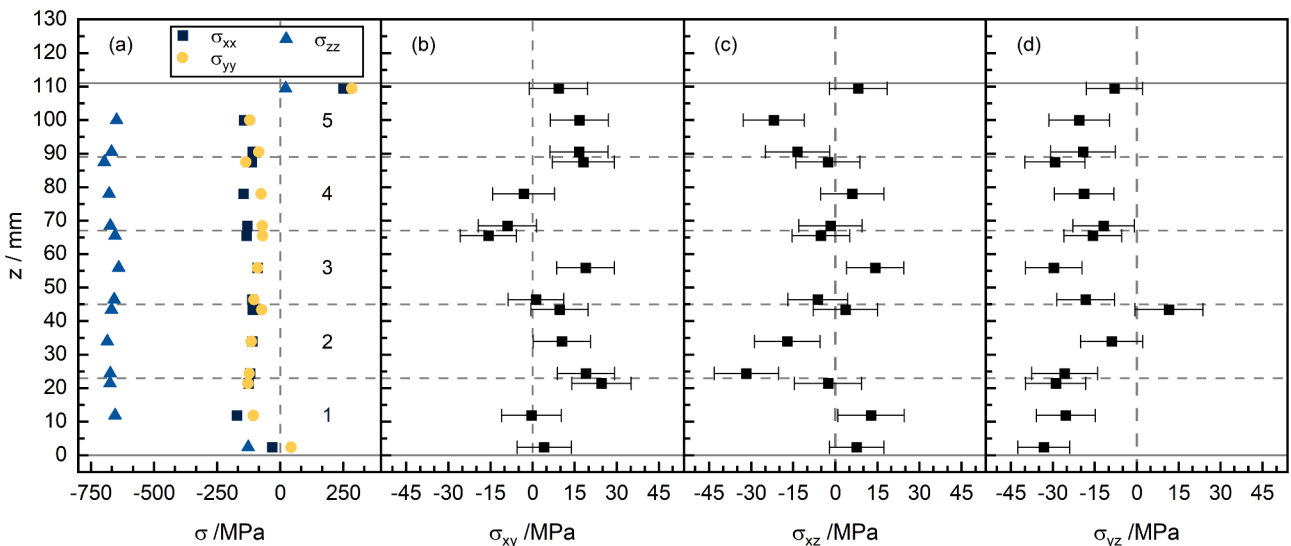 130
120
110
100
90
80
70
60
50
40
30
20
10
0
z / mm
(a)
σxx
σzz
σyy
5
4
3
2
1
(b)
(c)
(d)
-750 -500 -250 0 250
-45 -30 -15 0 15 30 45
-45 -30 -15 0 15 30 45
-45 -30 -15 0 15 30 45
σ /MPa
σxy /MPa
σxz /MPa
σyz /MPa